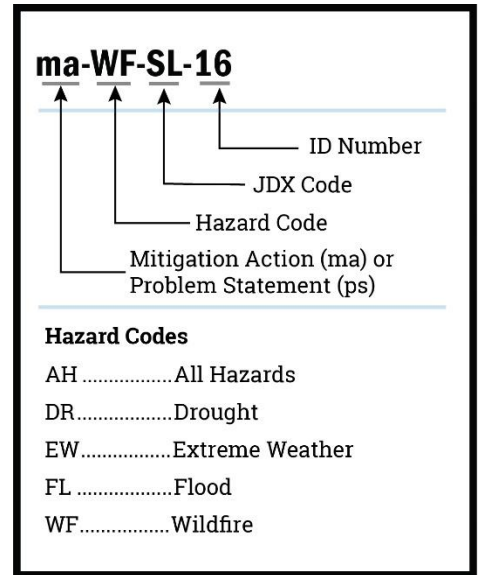 ma-WF-SL-16
ID Number
JDX Code
Hazard Code
Mitigation Action (ma) or
Problem Statement (ps)
Hazard Codes
AH .................All Hazards
DR..................Drought
EW.................Extreme Weather
FL .................Flood
WF.................Wildfire